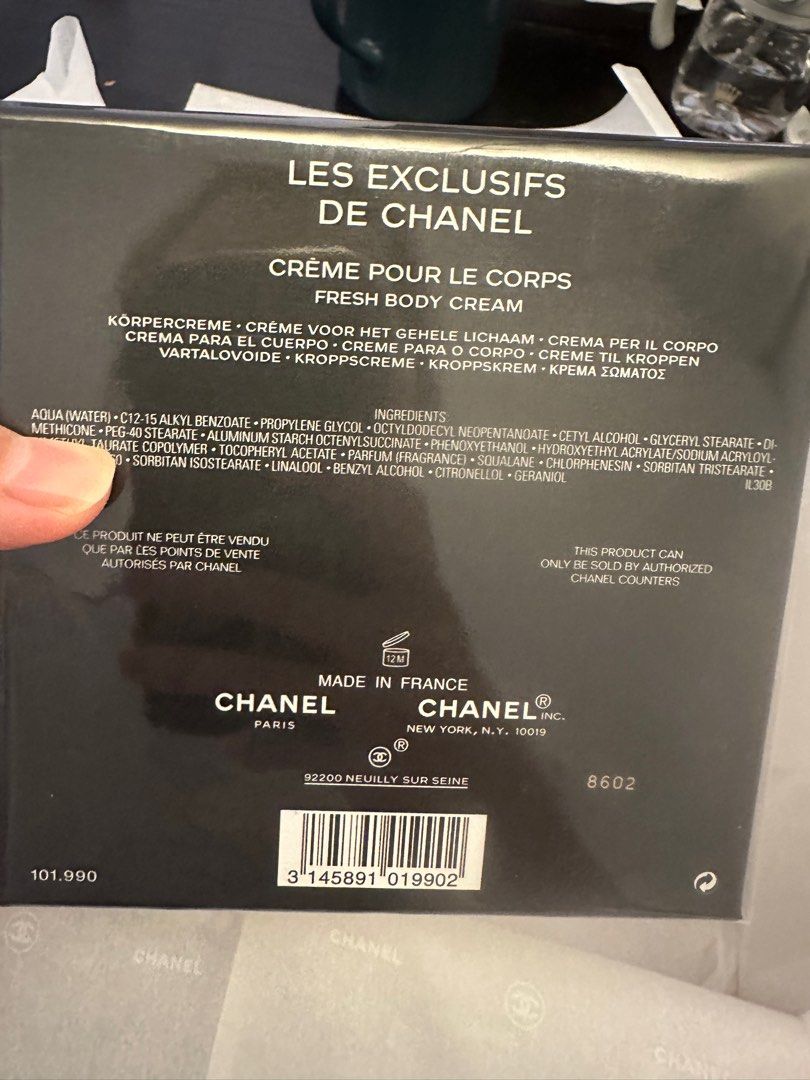 LES EXCLUSIFS
DE CHANEL
CRÈME POUR LE CORPS
FRESH BODY CREAM
KÖRPERCREME • CRÈME VOOR HET GEHELE LICHAAM • CREMA PER IL CORPO
CREMA PARA EL CUERPO • CREME PARA O CORPO • CREME TIL KROPPEN
VARTALOVOIDE • KROPPSCREME • KROPPSKREM • ΚΡΕΜΑ ΣΩΜΑΤΟΣ
INGREDIENTS
AQUA (WATER) • C12-15 ALKYL BENZOATE • PROPYLENE GLYCOL • OCTYLDODECYL NEOPENTANOATE • CETYL ALCOHOL • GLYCERYL STEARATE • DI-
METHICONE • PEG-40 STEARATE • ALUMINUM STARCH OCTENYLSUCCINATE • PHENOXYETHANOL • HYDROXYETHYL ACRYLATE/SODIUM ACRYLOYL-
TAURATE COPOLYMER • TOCOPHERYL ACETATE • PARFUM (FRAGRANCE) • SQUALANE • CHLORPHENESIN • SORBITAN TRISTEARATE •
• SORBITAN ISOSTEARATE • LINALOOL • BENZYL ALCOHOL • CITRONELLOL • GERANIOL
IL30B
CE PRODUIT NE PEUT ÊTRE VENDU
QUE PAR LES POINTS DE VENTE
AUTORISÉS PAR CHANEL
THIS PRODUCT CAN
ONLY BE SOLD BY AUTHORIZED
CHANEL COUNTERS
12M
MADE IN FRANCE
CHANEL
PARIS
CHANEL® INC.
NEW YORK, N.Y. 10019
®
92200 NEUILLY SUR SEINE
8602
3 145891 019902
101.990
CHANEL
CHANEL
CHANEL